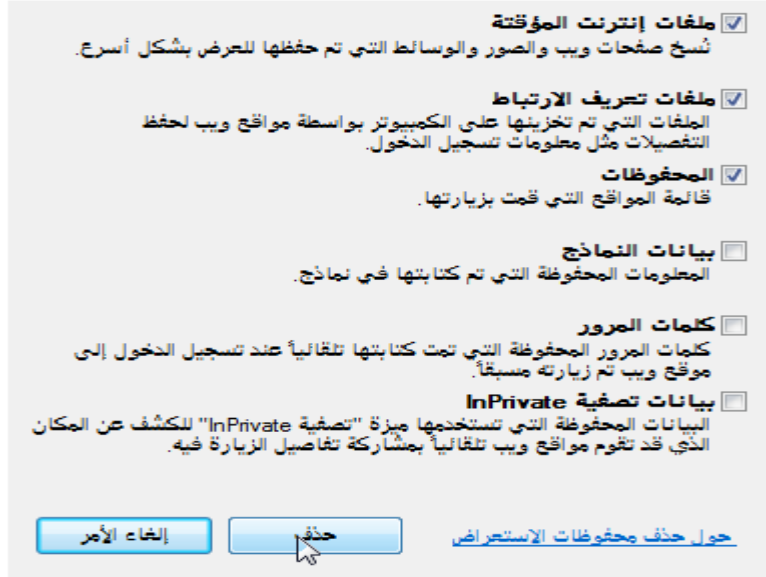 ملفات إنترنت المؤقتة
نُسخ صفحات ويب والصور والوسائط التي تم حفظها للعرض بشكل أسرع.
ملفات تعريف الارتباط
الملفات التي تم تخزينها على الكمبيوتر بواسطة مواقع ويب لحفظ
التفصيلات مثل معلومات تسجيل الدخول.
المحفوظات
قائمة المواقع التي قمت بزيارتها.
بيانات النماذج
المعلومات المحفوظة التي تم كتابتها في نماذج.
كلمات المرور
كلمات المرور المحفوظة التي تمت كتابتها تلقائياً عند تسجيل الدخول إلى
موقع ويب تم زيارته مسبقاً.
بيانات تصفية InPrivate
البيانات المحفوظة التي تستخدمها ميزة "تصفية InPrivate" للكشف عن المكان
الذي قد تقوم مواقع ويب تلقائياً بمشاركة تفاصيل الزيارة فيه.
حول حذف محفوظات الاستعراض
حذف
إلغاء الأمر